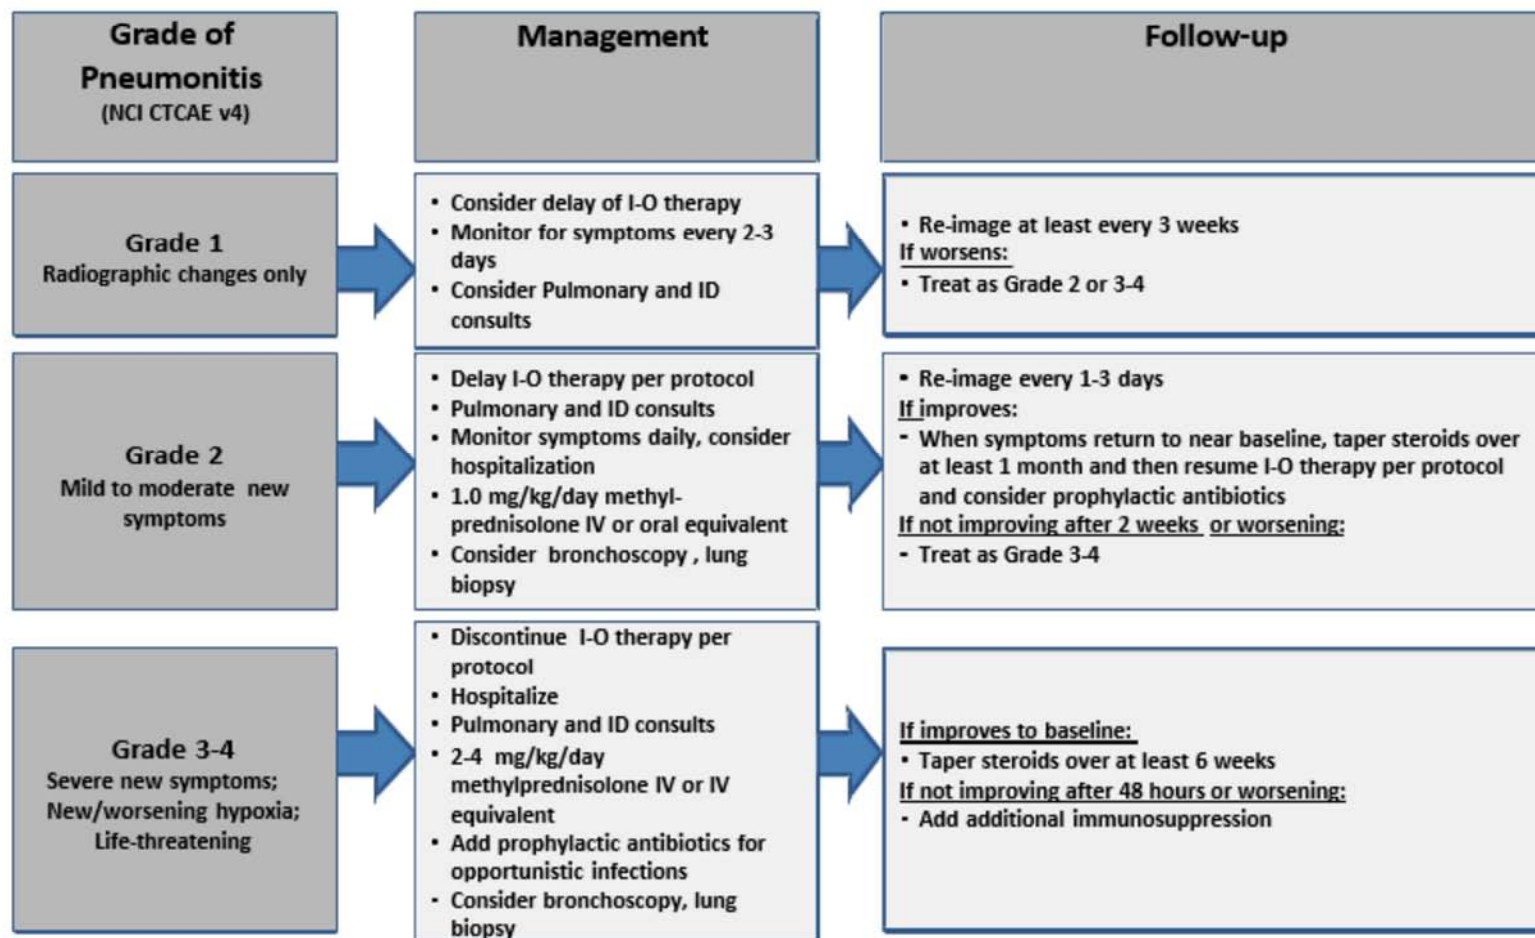 Grade of
Pneumonitis
(NCI CTCAE v4)
Management
Follow-up
Grade 1
Radiographic changes only
• Consider delay of I-O therapy
• Monitor for symptoms every 2-3
days
• Consider Pulmonary and ID
consults
• Re-image at least every 3 weeks
If worsens:
• Treat as Grade 2 or 3-4
Grade 2
Mild to moderate new
symptoms
• Delay I-O therapy per protocol
• Pulmonary and ID consults
• Monitor symptoms daily, consider
hospitalization
• 1.0 mg/kg/day methyl-
prednisolone IV or oral equivalent
• Consider bronchoscopy , lung
biopsy
• Re-image every 1-3 days
If improves:
- When symptoms return to near baseline, taper steroids over
at least 1 month and then resume I-O therapy per protocol
and consider prophylactic antibiotics
If not improving after 2 weeks or worsening:
- Treat as Grade 3-4
Grade 3-4
Severe new symptoms;
New/worsening hypoxia;
Life-threatening
• Discontinue I-O therapy per
protocol
• Hospitalize
• Pulmonary and ID consults
• 2-4 mg/kg/day
methylprednisolone IV or IV
equivalent
• Add prophylactic antibiotics for
opportunistic infections
- Consider bronchoscopy, lung
biopsy
If improves to baseline:
• Taper steroids over at least 6 weeks
If not improving after 48 hours or worsening:
- Add additional immunosuppression